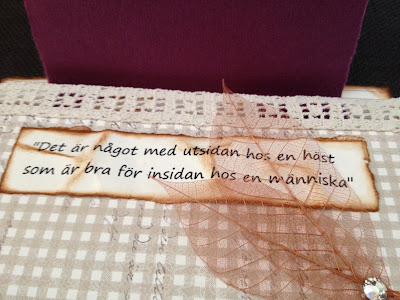 "Det är något med utsidan hos en häst
som är bra för insidan hos en människa"